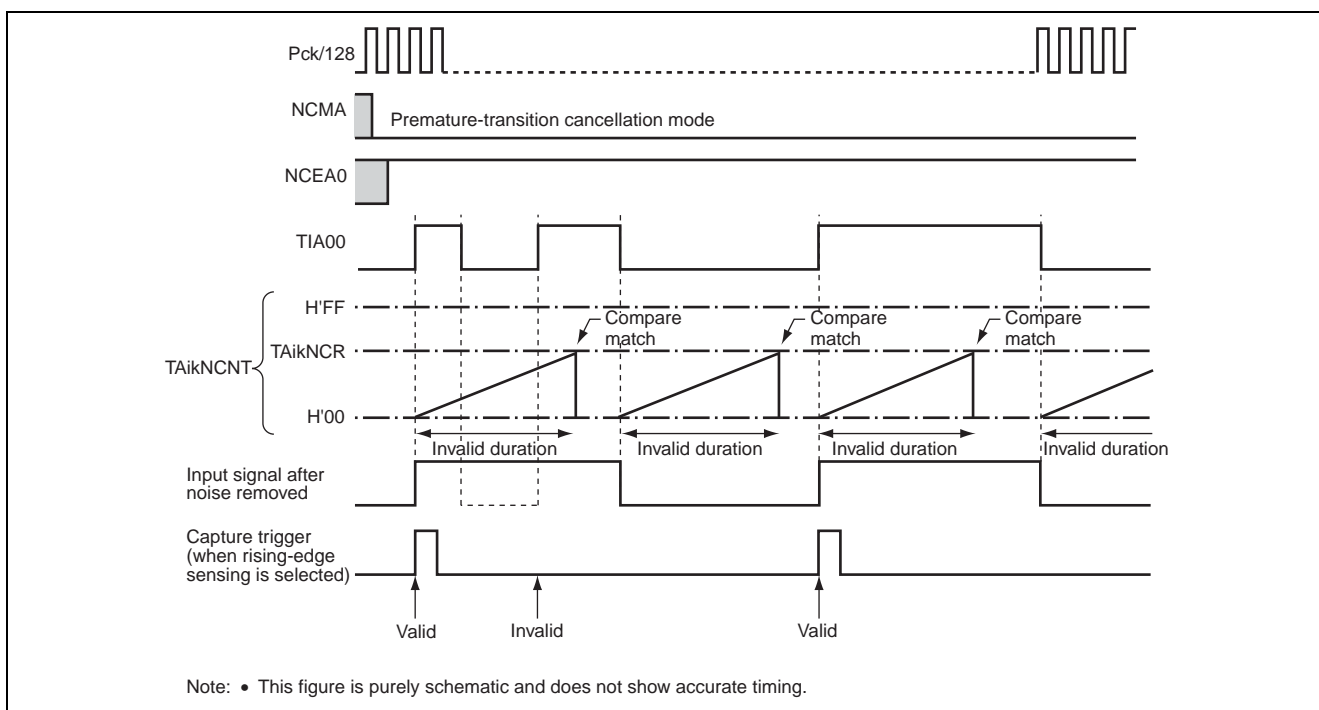 Pck/128
NCMA
Premature-transition cancellation mode
NCEA0
TIA00
H'FF
Compare
match
Compare
match
Compare
match
TAikNCR
TAikNCNT
H'00
Invalid duration
Invalid duration
Invalid duration
Invalid duration
Input signal after
noise removed
Capture trigger
(when rising-edge
sensing is selected)
Valid
Invalid
Valid
Note: • This figure is purely schematic and does not show accurate timing.